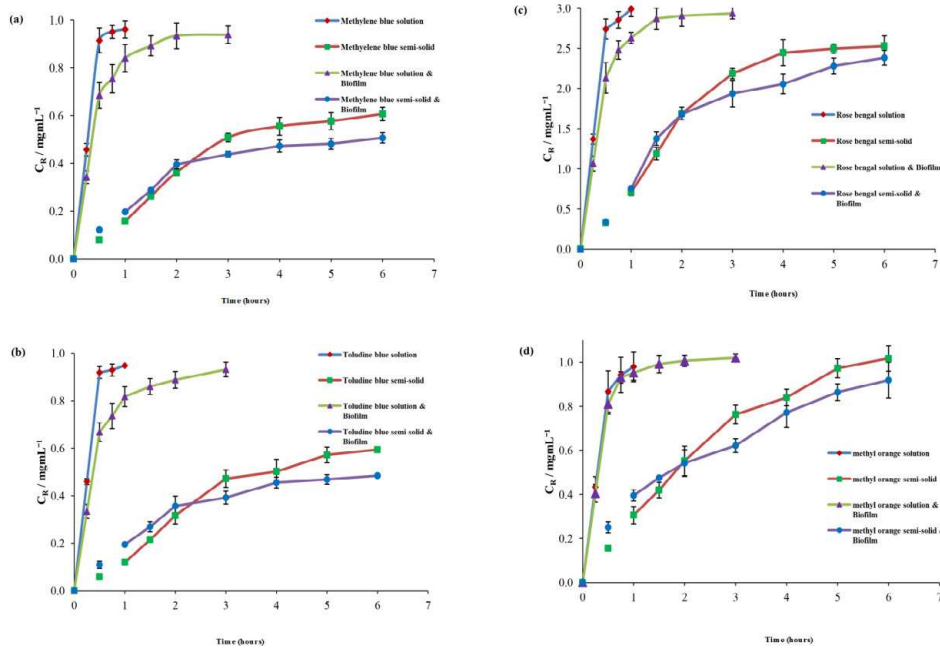 (a)
C_R / mgmL⁻¹
1.0
0.8
0.6
0.4
0.2
0.0
0 1 2 3 4 5 6 7
Time (hours)
Methylene blue solution
Methyelene blue semi-solid
Methylene blue solution & Biofilm
Methylene blue semi-solid & Biofilm
(c)
C_R / mgmL⁻¹
3.0
2.5
2.0
1.5
1.0
0.5
0.0
0 1 2 3 4 5 6 7
Time (hours)
Rose bengal solution
Rose bengal semi-solid
Rose bengal solution & Biofilm
Rose bengal semi-solid &
Biofilm
(b)
C_R / mgmL⁻¹
1.0
0.8
0.6
0.4
0.2
0.0
0 1 2 3 4 5 6 7
Time (hours)
Toludine blue solution
Toludine blue semi-solid
Toludine blue solution &
Biofilm
Toludine blue semi-solid &
Biofilm
(d)
C_R / mgmL⁻¹
1.0
0.8
0.6
0.4
0.2
0.0
0 1 2 3 4 5 6 7
Time (hours)
methyl orange solution
methyl orange semi-solid
methyl orange solution &
Biofilm
methyl orange semi-solid &
Biofilm